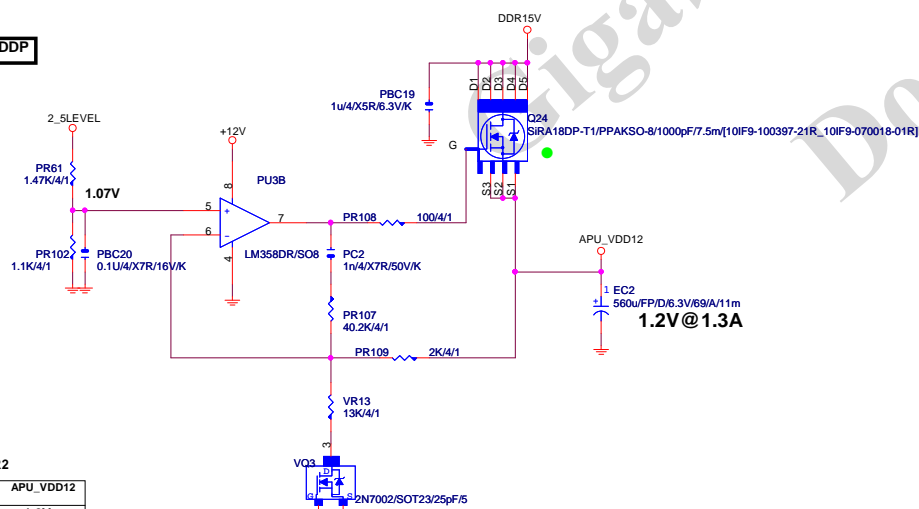 DDP
DDR15V
D1
D2
D3
D4
D5
PBC19
1u/4/X5R/6.3V/K
Q24
SiRA18DP-T1/PPAKSO-8/1000pF/7.5m/[10IF9-100397-21R_10IF9-070018-01R]
G
S3
S2
S1
2_5LEVEL
+12V
PR61
1.47K/4/1
1.07V
8
PU3B
5
+
7
6
-
4
LM358DR/SO8
PR108
100/4/1
PR102
1.1K/4/1
PBC20
0.1U/4/X7R/16V/K
PC2
1n/4/X7R/50V/K
APU_VDD12
1
EC2
+
560u/FP/D/6.3V/69/A/11m
1.2V@1.3A
PR107
40.2K/4/1
PR109
2K/4/1
VR13
13K/4/1
3
VQ3
D
G
S
2N7002/SOT23/25pF/5
2
APU_VDD12
Giga
Do